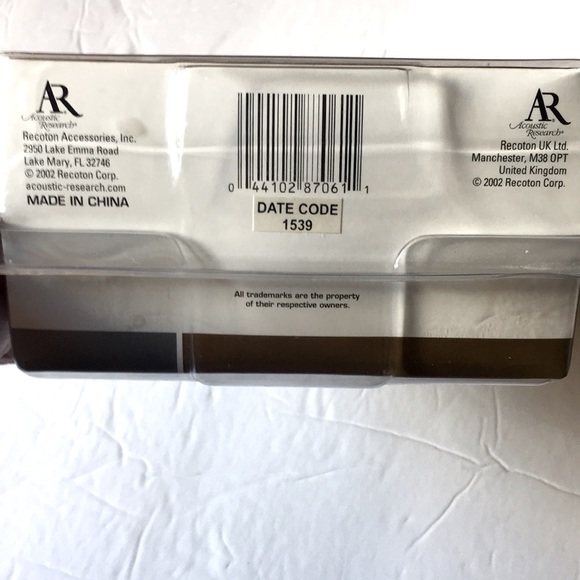 AR
Acoustic
Research®
Recoton Accessories, Inc.
2950 Lake Emma Road
Lake Mary, FL 32746
© 2002 Recoton Corp.
acoustic-research.com
MADE IN CHINA
0 44102 87061 1
DATE CODE
1539
AR
Acoustic
Research®
Recoton UK Ltd.
Manchester, M38 OPT
United Kingdom
© 2002 Recoton Corp.
All trademarks are the property
of their respective owners.